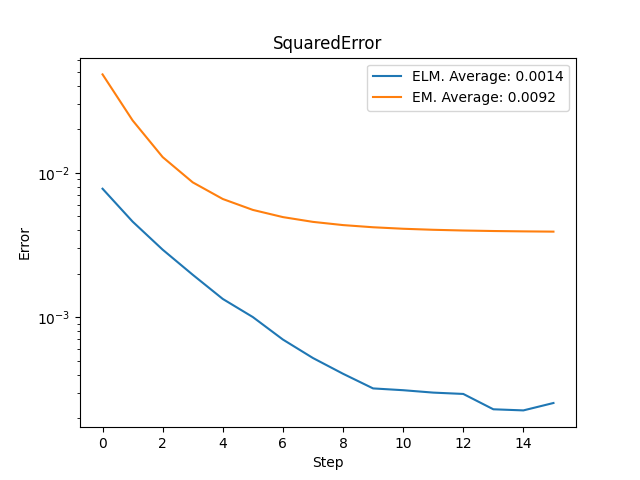 SquaredError
ELM. Average: 0.0014
EM. Average: 0.0092
10⁻²
10⁻³
Error
0 2 4 6 8 10 12 14
Step